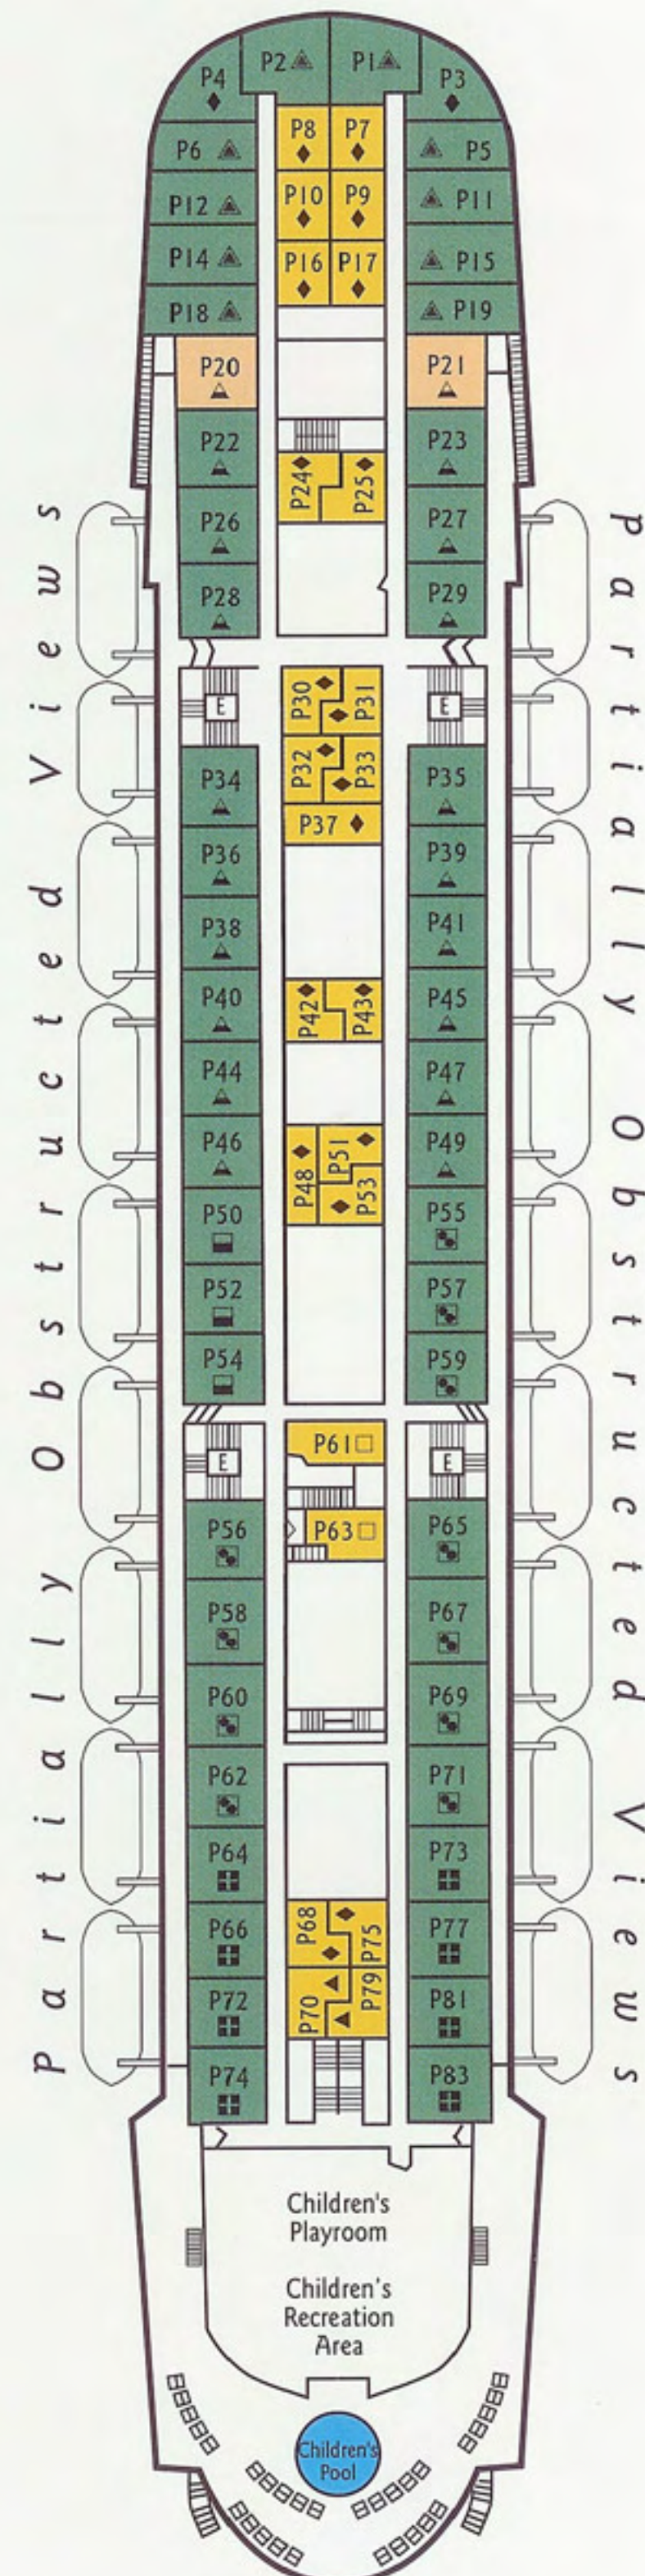 P4 P2 P1 P3
P8 P7
P6 P5
P10 P9
P12 P11
P14 P16 P17 P15
P18 P19
P20 P21
P22 P23
P24 P25
P26 P27
P28 P29
P30 P31
E E
P32 P33
P34 P35
P37
P36 P39
P38 P41
P40 P42 P43 P45
P44 P47
P46 P48 P51 P49
P53
P50 P55
P52 P57
P54 P59
P61
E E
P56 P63 P65
P58 P67
P60 P69
P62 P71
P64 P73
P66 P68 P75 P77
P72 P70 P79 P81
P74 P83
Partially Obstructed Views
Partially Obstructed Views
Children's
Playroom
Children's
Recreation
Area
Children's
Pool